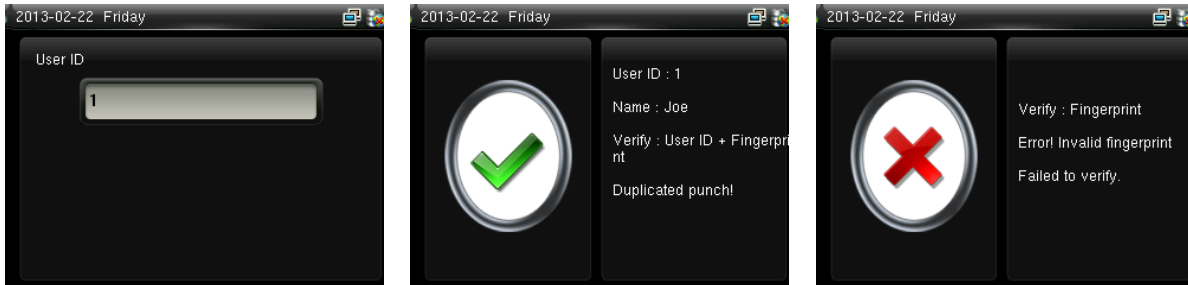 2013-02-22 Friday
User ID
1
2013-02-22 Friday
User ID : 1
Name : Joe
Verify : User ID + Fingerpri
nt
Duplicated punch!
2013-02-22 Friday
Verify : Fingerprint
Error! Invalid fingerprint
Failed to verify.